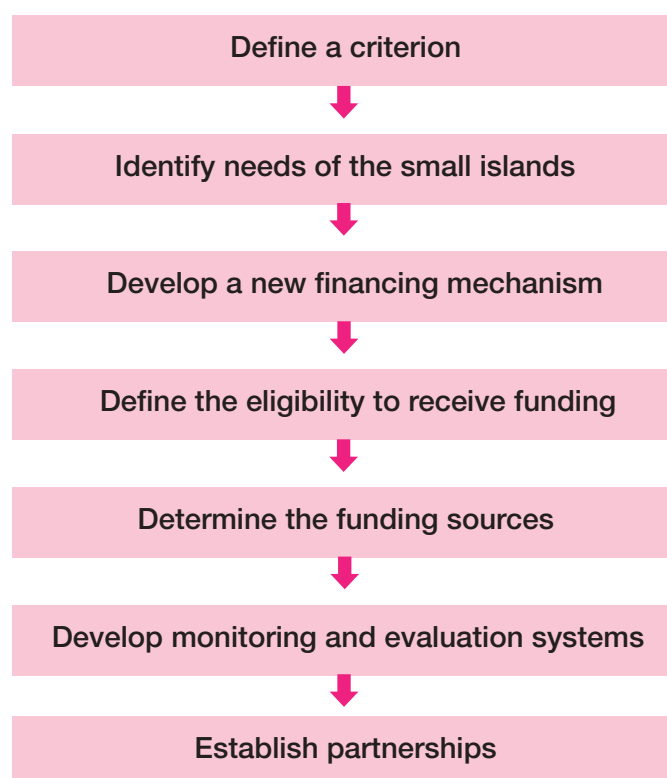 Define a criterion
Identify needs of the small islands
Develop a new financing mechanism
Define the eligibility to receive funding
Determine the funding sources
Develop monitoring and evaluation systems
Establish partnerships